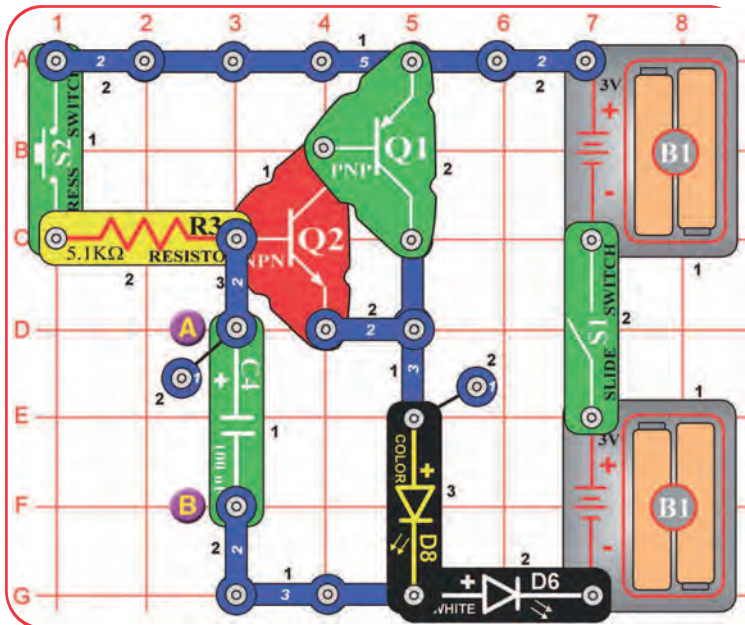 1 2 3 4 5 6 7 8
A 2 1 5 2
2 2 3V
S2 PRESS SWITCH 1 + B1
B 1 PNP Q1 2
-
R3 Q2
C 5.1KΩ RESISTOR NPN 1
2 3 2 2
D A 2 S1 SLIDE SWITCH 2
1 2 C4 + 1 3 2 1 1
E COLOR + 3V
100 µF 1 3 +
F B D8 B1
2 2 2 -
1 + D6
G 3 WHITE